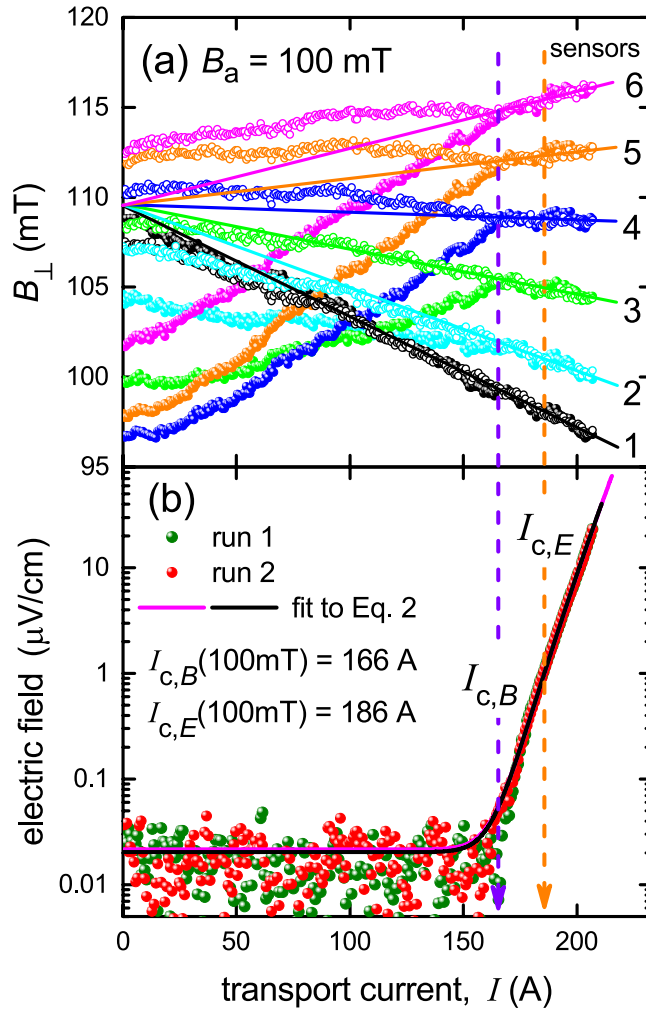 120
115
110
105
100
95
B⊥ (mT)
(a) Ba = 100 mT
sensors
6
5
4
3
2
1
(b)
run 1
run 2
fit to Eq. 2
Ic,B(100mT) = 166 A
Ic,E(100mT) = 186 A
Ic,E
Ic,B
10
1
0.1
0.01
electric field (μV/cm)
0 50 100 150 200
transport current, I (A)